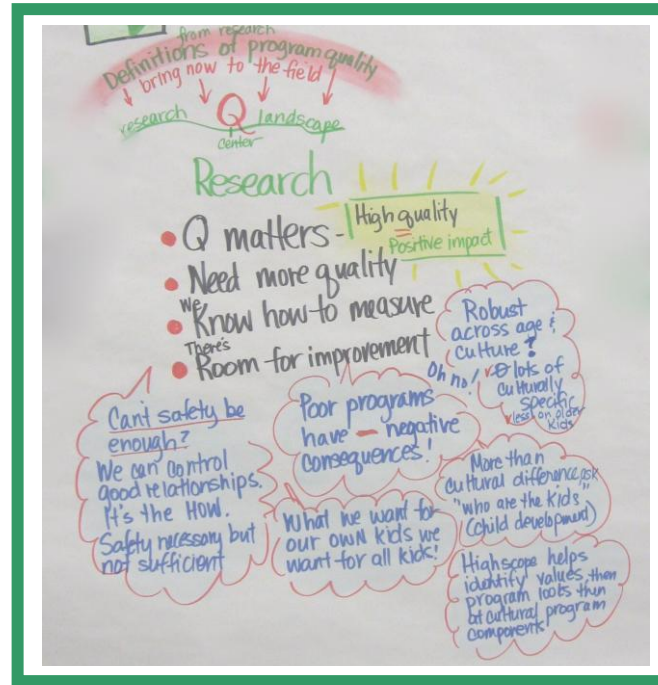 from research
Definitions of program quality
bring now to the field
research Q landscape
center
Research
• Q matters - High quality
Positive impact
• Need more quality
• We Know how to measure
• There's Room for improvement
Robust
across age &
culture?
Oh no! lots of
culturally
specific
less on older
kids
Can't safety be
enough?
We can control
good relationships.
It's the HOW.
Safety necessary but
not sufficient
Poor programs
have - negative
consequences!
What we want for
our own kids we
want for all kids!
More than
cultural difference ask
"who are the kids"
(child development)
Highscope helps
identify values, then
program looks then
at cultural program
components